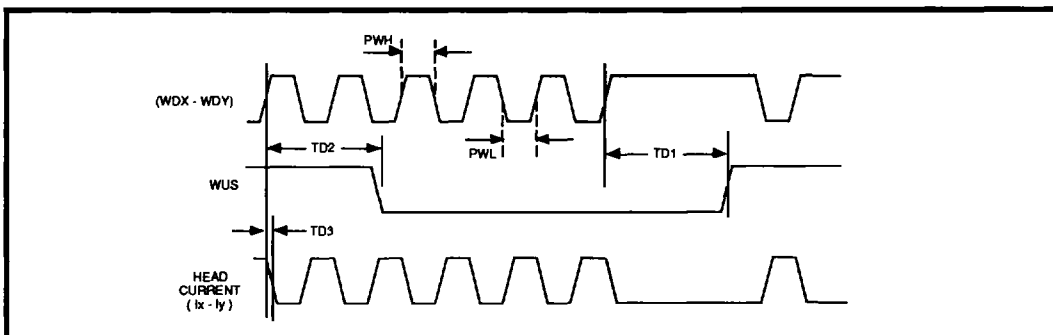 PWH
(WDX - WDY)
TD2
PWL
TD1
WUS
TD3
HEAD
CURRENT
( Ix - Iy )